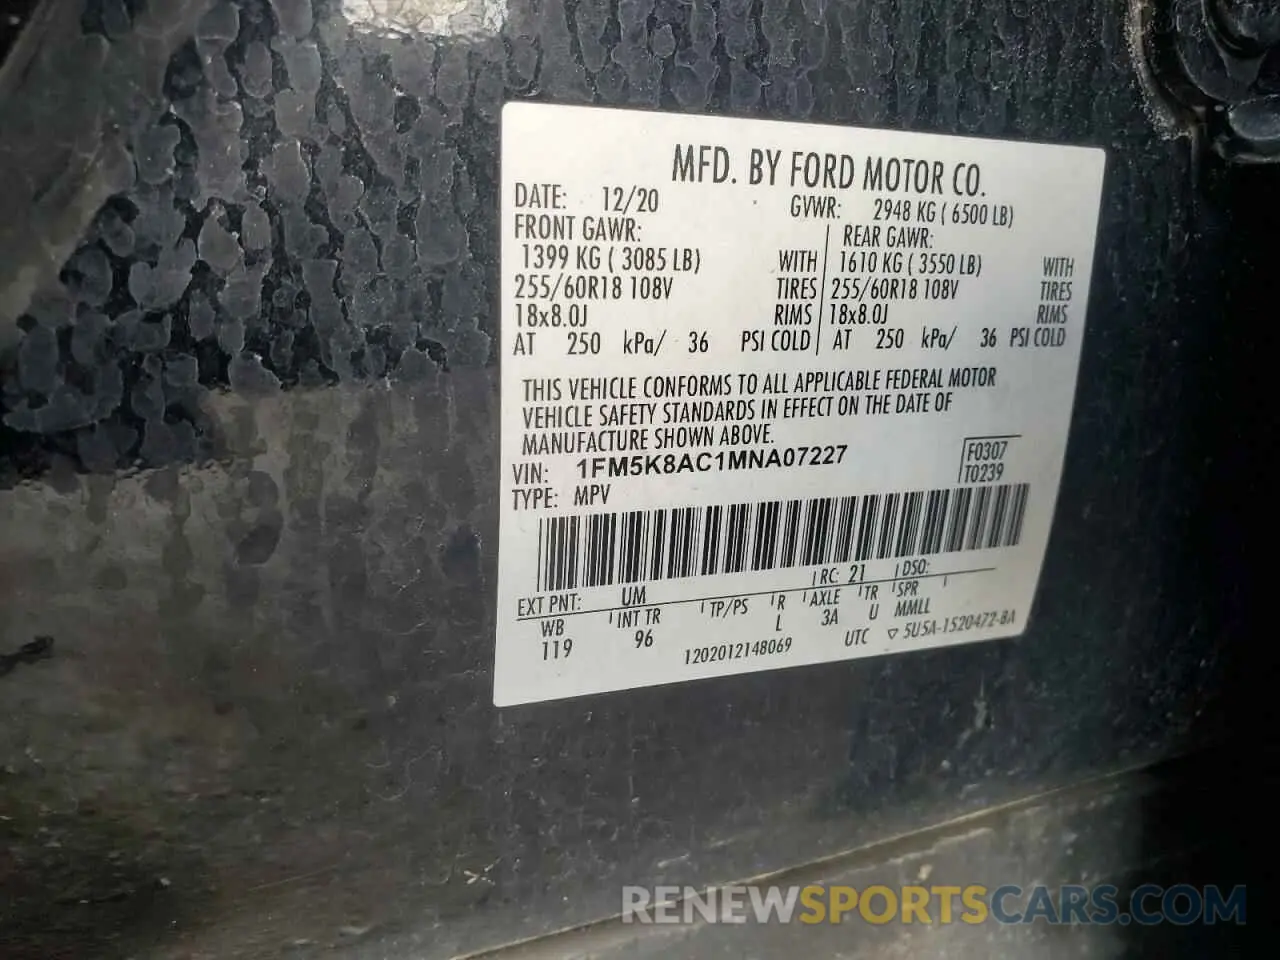 MFD. BY FORD MOTOR CO.
DATE: 12/20 GVWR: 2948 KG ( 6500 LB)
FRONT GAWR: REAR GAWR:
1399 KG ( 3085 LB) WITH 1610 KG ( 3550 LB) WITH
255/60R18 108V TIRES 255/60R18 108V TIRES
18x8.0J RIMS 18x8.0J RIMS
AT 250 kPa/ 36 PSI COLD AT 250 kPa/ 36 PSI COLD
THIS VEHICLE CONFORMS TO ALL APPLICABLE FEDERAL MOTOR
VEHICLE SAFETY STANDARDS IN EFFECT ON THE DATE OF
MANUFACTURE SHOWN ABOVE.
VIN: 1FM5K8AC1MNA07227 F0307
TYPE: MPV T0239
EXT PNT: UM RC: 21 DSO:
WB INT TR TP/PS R AXLE TR SPR
119 96 L 3A U MMLL
1202012148069 UTC ▽ 5U5A-1520472-BA
RENEWSPORTSCARS.COM